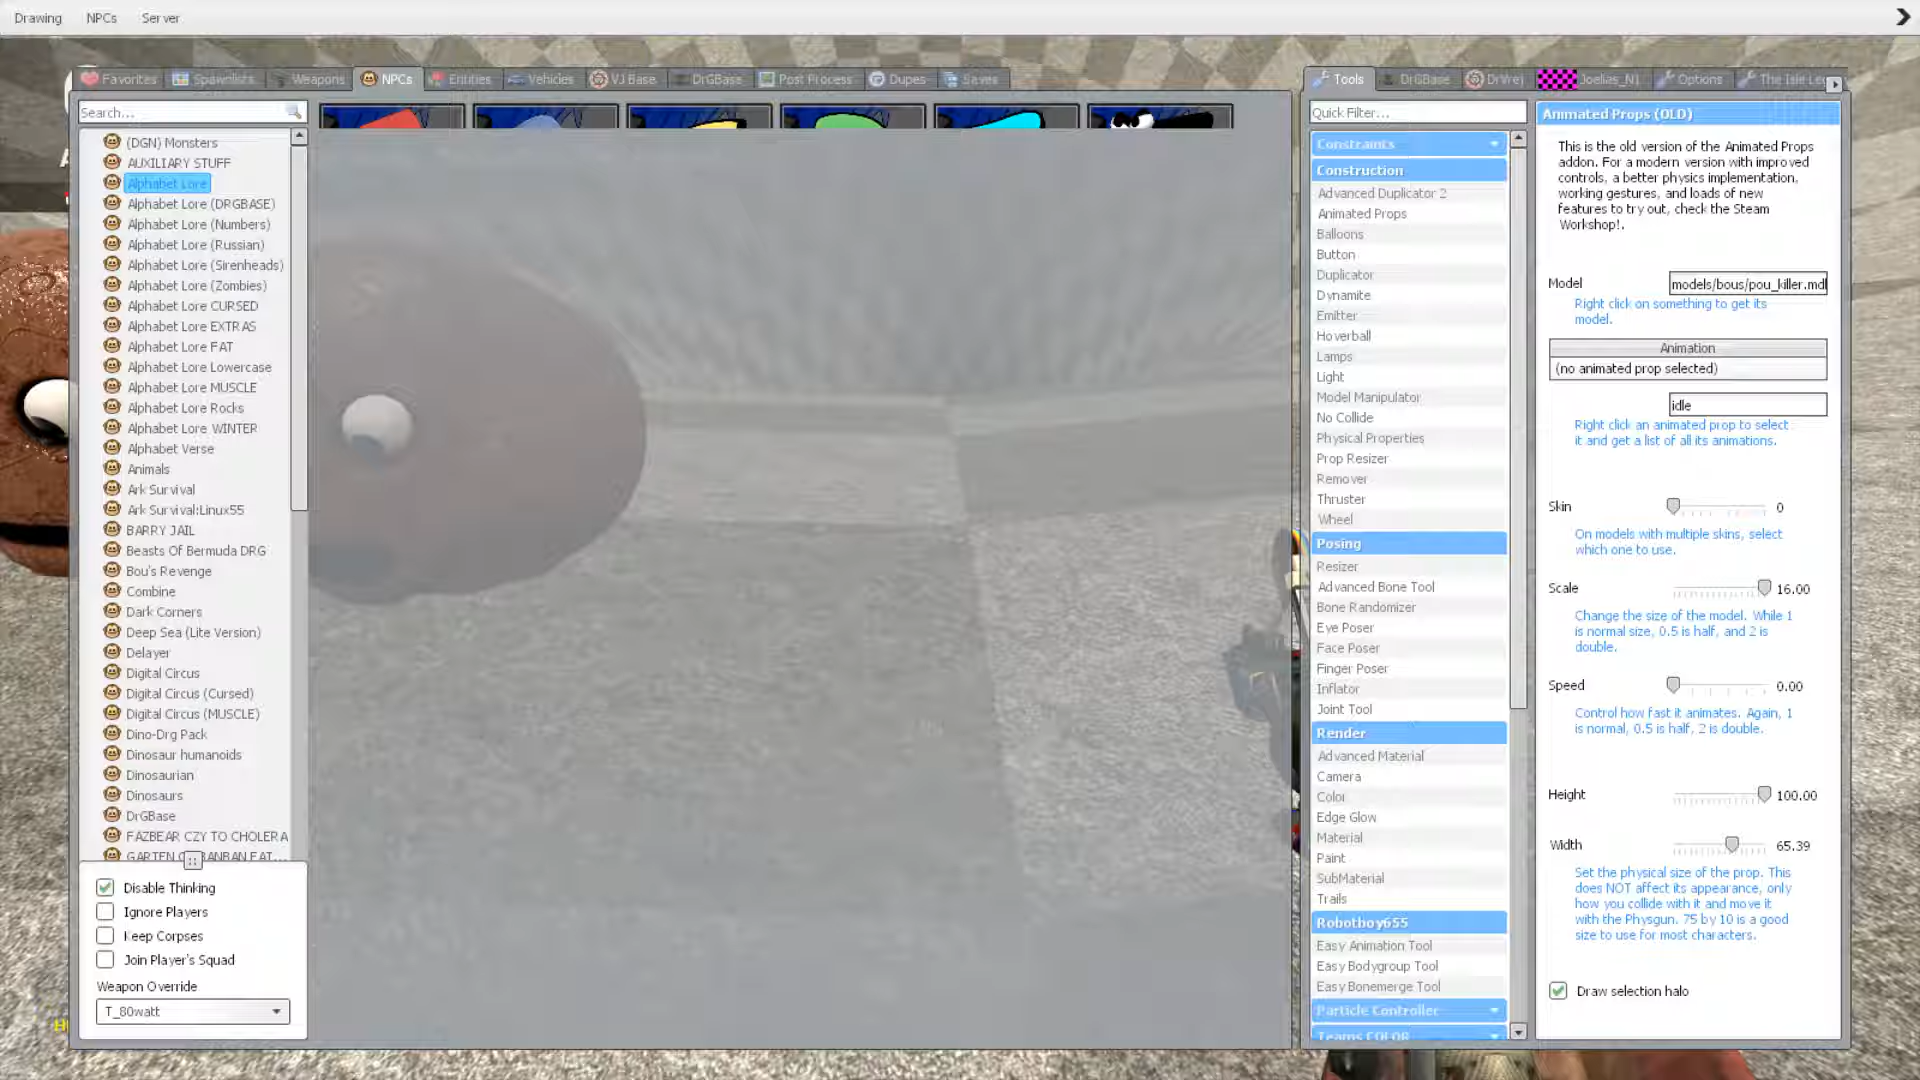 Drawing NPCs Server
Favorites Spawnlists Weapons NPCs Entities Vehicles VJ Base DrGBase Post Process Dupes Saves
Search...
(DGN) Monsters
AUXILIARY STUFF
Alphabet Lore
Alphabet Lore (DRGBASE)
Alphabet Lore (Numbers)
Alphabet Lore (Russian)
Alphabet Lore (Sirenheads)
Alphabet Lore (Zombies)
Alphabet Lore CURSED
Alphabet Lore EXTRAS
Alphabet Lore FAT
Alphabet Lore Lowercase
Alphabet Lore MUSCLE
Alphabet Lore Rocks
Alphabet Lore WINTER
Alphabet Verse
Animals
Ark Survival
Ark Survival:Linux55
BARRY JAIL
Beasts Of Bermuda DRG
Bou's Revenge
Combine
Dark Corners
Deep Sea (Lite Version)
Delayer
Digital Circus
Digital Circus (Cursed)
Digital Circus (MUSCLE)
Dino-Drg Pack
Dinosaur humanoids
Dinosaurian
Dinosaurs
DrGBase
FAZBEAR CZY TO CHOLERA
Disable Thinking
Ignore Players
Keep Corpses
Join Player's Squad
Weapon Override
T_80watt
Tools DrGBase DrWej Joelias_NJ Options The Isle Le
Quick Filter...
Constraints
Construction
Advanced Duplicator 2
Animated Props
Balloons
Button
Duplicator
Dynamite
Emitter
Hoverball
Lamps
Light
Model Manipulator
No Collide
Physical Properties
Prop Resizer
Remover
Thruster
Wheel
Posing
Resizer
Advanced Bone Tool
Bone Randomizer
Eye Poser
Face Poser
Finger Poser
Inflator
Joint Tool
Render
Advanced Material
Camera
Color
Edge Glow
Material
Paint
SubMaterial
Trails
Robotboy655
Easy Animation Tool
Easy Bodygroup Tool
Easy Bonemerge Tool
Particle Controller
Teams COLOR
Animated Props (OLD)
This is the old version of the Animated Props
addon. For a modern version with improved
controls, a better physics implementation,
working gestures, and loads of new
features to try out, check the Steam
Workshop!.
Model models/bous/pou_killer.mdl
Right click on something to get its
model.
Animation
(no animated prop selected)
idle
Right click an animated prop to select
it and get a list of all its animations.
Skin 0
On models with multiple skins, select
which one to use.
Scale 16.00
Change the size of the model. While 1
is normal size, 0.5 is half, and 2 is
double.
Speed 0.00
Control how fast it animates. Again, 1
is normal, 0.5 is half, 2 is double.
Height 100.00
Width 65.39
Set the physical size of the prop. This
does NOT affect its appearance, only
how you collide with it and move it
with the Physgun. 75 by 10 is a good
size to use for most characters.
Draw selection halo